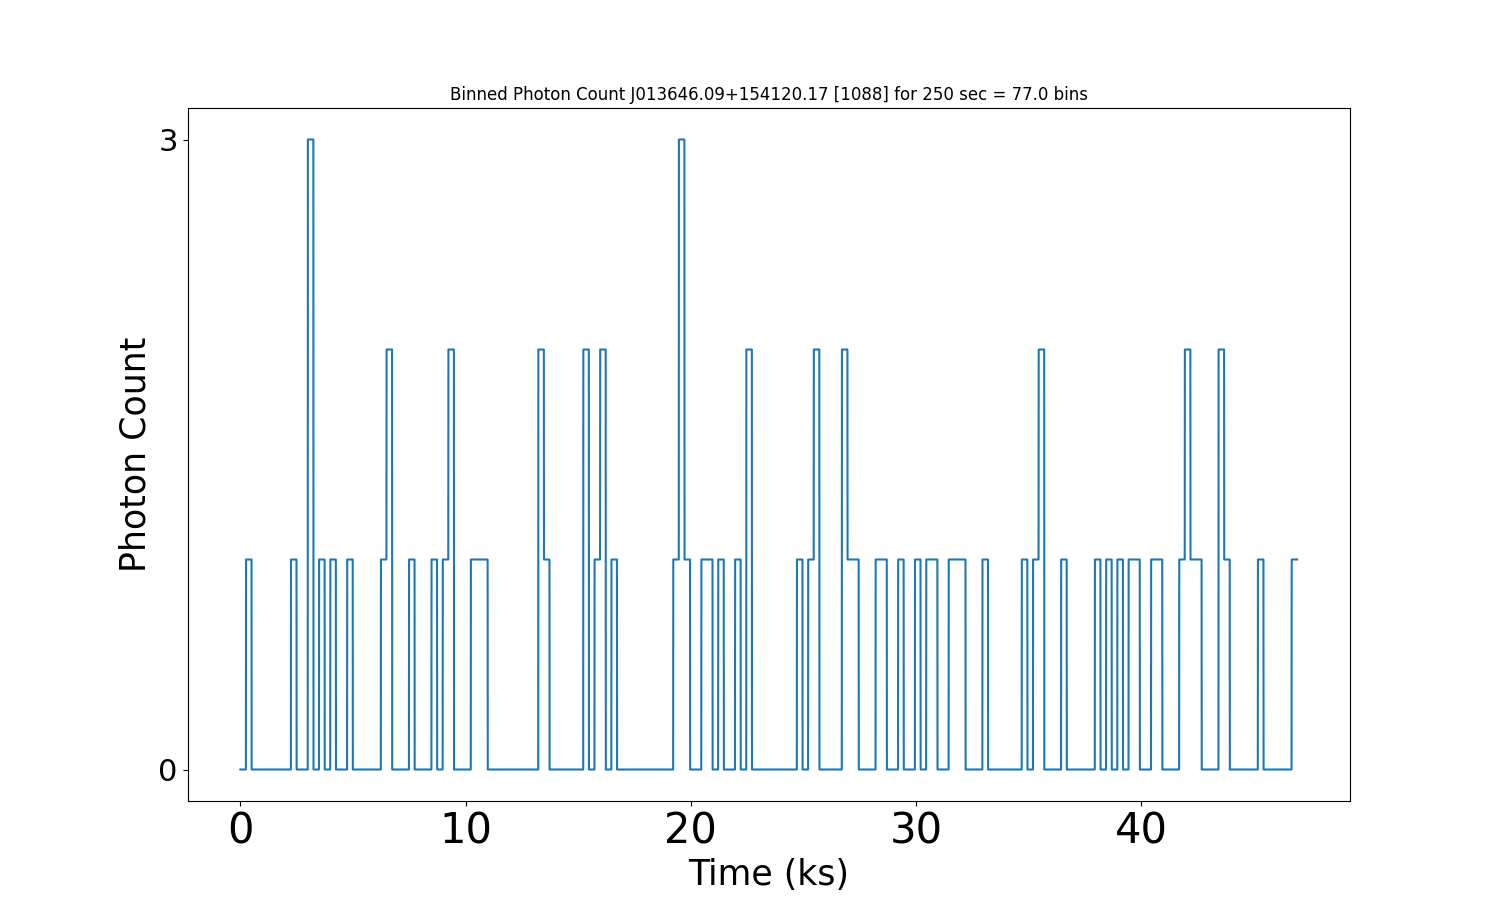 Binned Photon Count J013646.09+154120.17 [1088] for 250 sec = 77.0 bins
3
Photon Count
0
0 10 20 30 40
Time (ks)